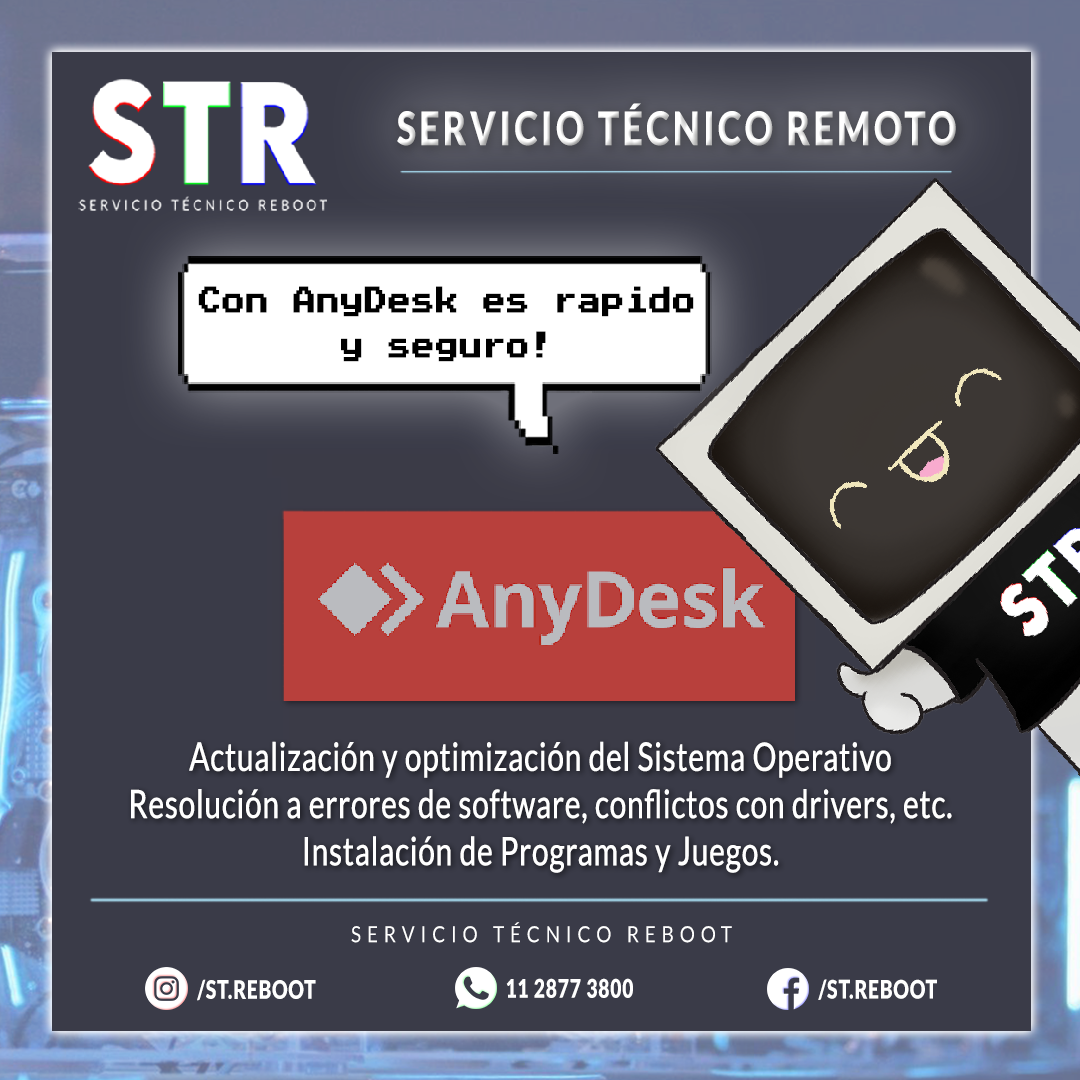 STR
SERVICIO TÉCNICO REBOOT
SERVICIO TÉCNICO REMOTO
Con AnyDesk es rapido
y seguro!
STR
AnyDesk
Actualización y optimización del Sistema Operativo
Resolución a errores de software, conflictos con drivers, etc.
Instalación de Programas y Juegos.
SERVICIO TÉCNICO REBOOT
/ST.REBOOT
11 2877 3800
/ST.REBOOT